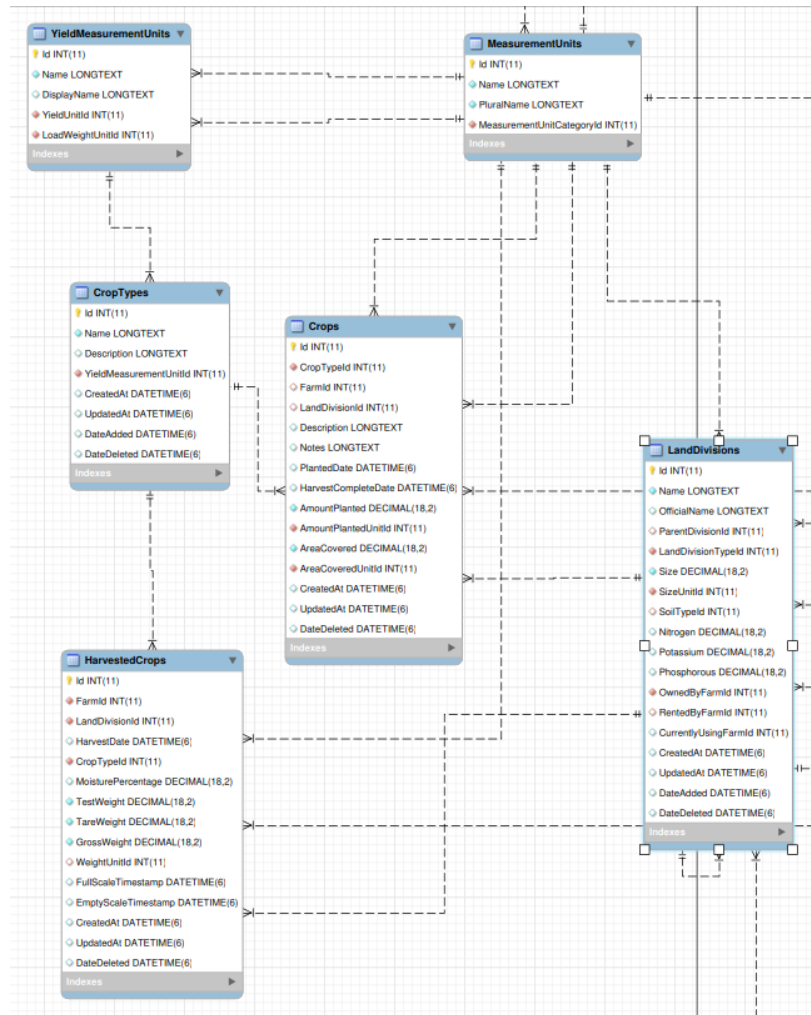 YieldMeasurementUnits
Id INT(11)
Name LONGTEXT
DisplayName LONGTEXT
YieldUnitId INT(11)
LoadWeightUnitId INT(11)
Indexes
MeasurementUnits
Id INT(11)
Name LONGTEXT
PluralName LONGTEXT
MeasurementUnitCategoryId INT(11)
Indexes
CropTypes
Id INT(11)
Name LONGTEXT
Description LONGTEXT
YieldMeasurementUnitId INT(11)
CreatedAt DATETIME(6)
UpdatedAt DATETIME(6)
DateAdded DATETIME(6)
DateDeleted DATETIME(6)
Indexes
Crops
Id INT(11)
CropTypeId INT(11)
FarmId INT(11)
LandDivisionId INT(11)
Description LONGTEXT
Notes LONGTEXT
PlantedDate DATETIME(6)
HarvestCompleteDate DATETIME(6)
AmountPlanted DECIMAL(18,2)
AmountPlantedUnitId INT(11)
AreaCovered DECIMAL(18,2)
AreaCoveredUnitId INT(11)
CreatedAt DATETIME(6)
UpdatedAt DATETIME(6)
DateDeleted DATETIME(6)
Indexes
LandDivisions
Id INT(11)
Name LONGTEXT
OfficialName LONGTEXT
ParentDivisionId INT(11)
LandDivisionTypeId INT(11)
Size DECIMAL(18,2)
SizeUnitId INT(11)
SoilTypeId INT(11)
Nitrogen DECIMAL(18,2)
Potassium DECIMAL(18,2)
Phosphorous DECIMAL(18,2)
OwnedByFarmId INT(11)
RentedByFarmId INT(11)
CurrentlyUsingFarmId INT(11)
CreatedAt DATETIME(6)
UpdatedAt DATETIME(6)
DateAdded DATETIME(6)
DateDeleted DATETIME(6)
Indexes
HarvestedCrops
Id INT(11)
FarmId INT(11)
LandDivisionId INT(11)
HarvestDate DATETIME(6)
CropTypeId INT(11)
MoisturePercentage DECIMAL(18,2)
TestWeight DECIMAL(18,2)
TareWeight DECIMAL(18,2)
GrossWeight DECIMAL(18,2)
WeightUnitId INT(11)
FullScaleTimestamp DATETIME(6)
EmptyScaleTimestamp DATETIME(6)
CreatedAt DATETIME(6)
UpdatedAt DATETIME(6)
DateDeleted DATETIME(6)
Indexes